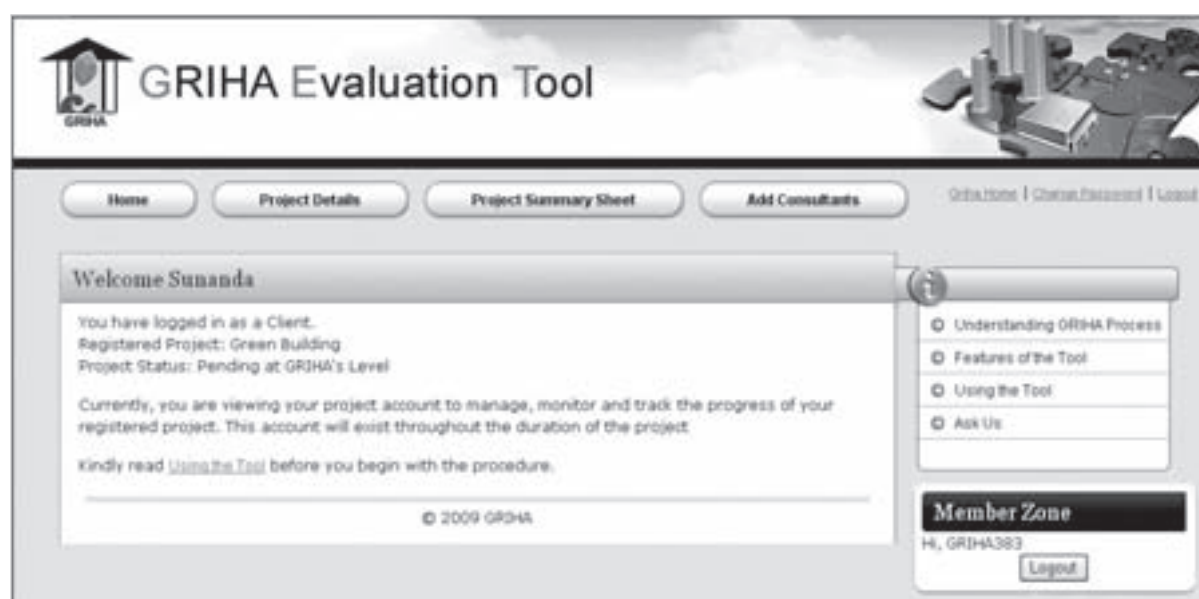 GRIHA Evaluation Tool
GRIHA
Home
Project Details
Project Summary Sheet
Add Consultants
Griha Home | Change Password | Logout
Welcome Sunanda
You have logged in as a Client.
Registered Project: Green Building
Project Status: Pending at GRIHA's Level
Currently, you are viewing your project account to manage, monitor and track the progress of your
registered project. This account will exist throughout the duration of the project
Kindly read Using the Tool before you begin with the procedure.
© 2009 GRIHA
Understanding GRIHA Process
Features of the Tool
Using the Tool
Ask Us
Member Zone
Hi, GRIHA383
Logout